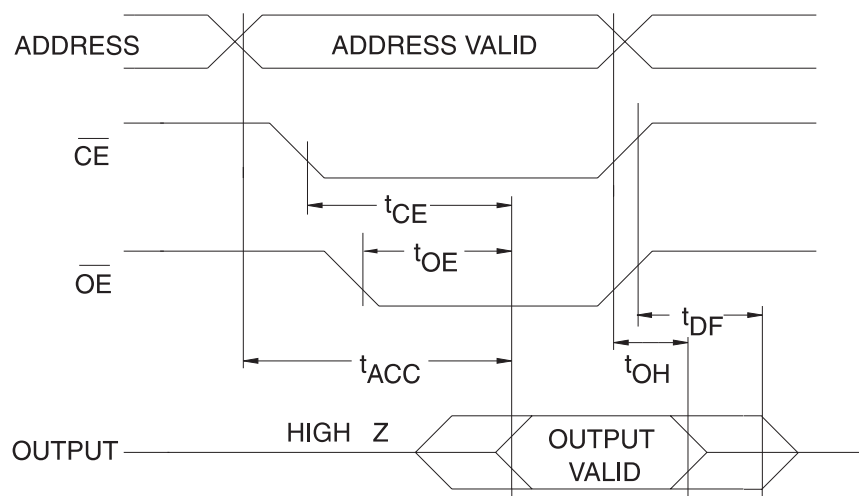 ADDRESS
ADDRESS VALID
CE
tCE
tOE
OE
tDF
tACC
tOH
HIGH Z
OUTPUT
OUTPUT
VALID